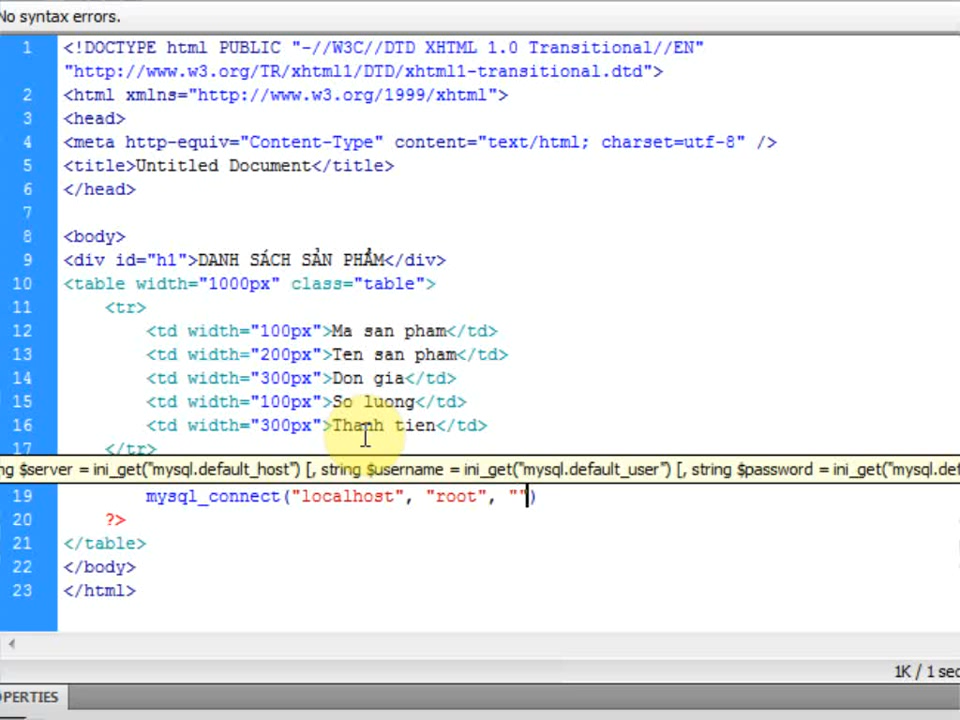 No syntax errors.
1 <!DOCTYPE html PUBLIC "-//W3C//DTD XHTML 1.0 Transitional//EN"
"http://www.w3.org/TR/xhtml1/DTD/xhtml1-transitional.dtd">
2 <html xmlns="http://www.w3.org/1999/xhtml">
3 <head>
4 <meta http-equiv="Content-Type" content="text/html; charset=utf-8" />
5 <title>Untitled Document</title>
6 </head>
7
8 <body>
9 <div id="h1">DANH SÁCH SẢN PHẨM</div>
10 <table width="1000px" class="table">
11 <tr>
12 <td width="100px">Ma san pham</td>
13 <td width="200px">Ten san pham</td>
14 <td width="300px">Don gia</td>
15 <td width="100px">So luong</td>
16 <td width="300px">Thanh tien</td>
17 </tr>
ng $server = ini_get("mysql.default_host") [, string $username = ini_get("mysql.default_user") [, string $password = ini_get("mysql.def
19 mysql_connect("localhost", "root", "")
20 ?>
21 </table>
22 </body>
23 </html>
1K / 1 sec
OPERTIES